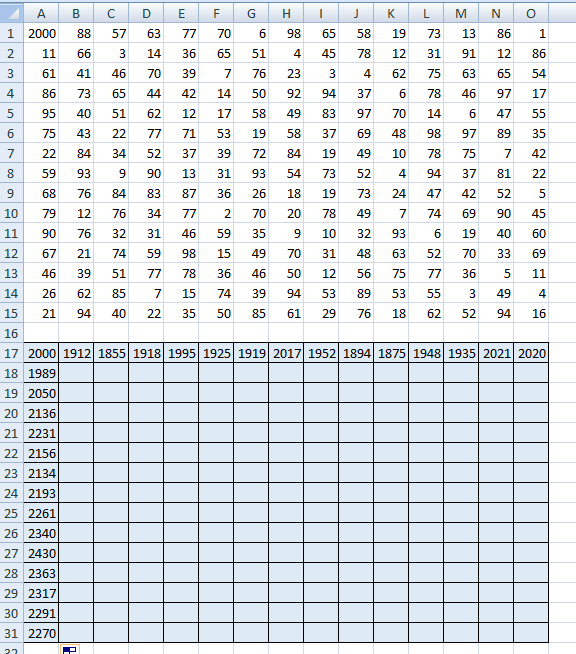 A B C D E F G H I J K L M N O
1 2000 88 57 63 77 70 6 98 65 58 19 73 13 86 1
2 11 66 3 14 36 65 51 4 45 78 12 31 91 12 86
3 61 41 46 70 39 7 76 23 3 4 62 75 63 65 54
4 86 73 65 44 42 14 50 92 94 37 6 78 46 97 17
5 95 40 51 62 12 17 58 49 83 97 70 14 6 47 55
6 75 43 22 77 71 53 19 58 37 69 48 98 97 89 35
7 22 84 34 52 37 39 72 84 19 49 10 78 75 7 42
8 59 93 9 90 13 31 93 54 73 52 4 94 37 81 22
9 68 76 84 83 87 36 26 18 19 73 24 47 42 52 5
10 79 12 76 34 77 2 70 20 78 49 7 74 69 90 45
11 90 76 32 31 46 59 35 9 10 32 93 6 19 40 60
12 67 21 74 59 98 15 49 70 31 48 63 52 70 33 69
13 46 39 51 77 78 36 46 50 12 56 75 77 36 5 11
14 26 62 85 7 15 74 39 94 53 89 53 55 3 49 4
15 21 94 40 22 35 50 85 61 29 76 18 62 52 94 16
16
17 2000 1912 1855 1918 1995 1925 1919 2017 1952 1894 1875 1948 1935 2021 2020
18 1989
19 2050
20 2136
21 2231
22 2156
23 2134
24 2193
25 2261
26 2340
27 2430
28 2363
29 2317
30 2291
31 2270
32